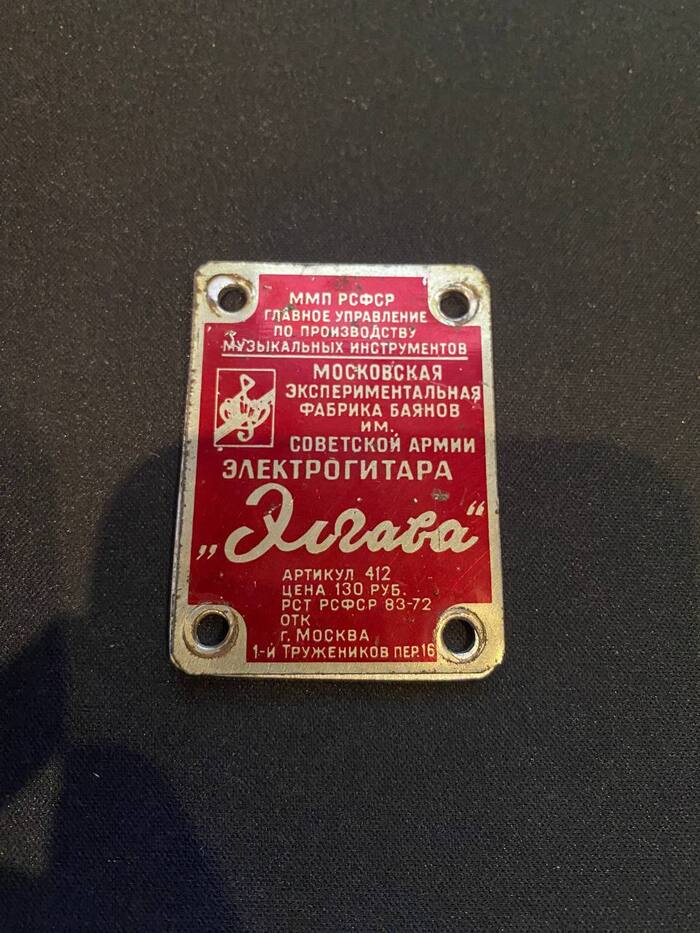 ММП РСФСР
ГЛАВНОЕ УПРАВЛЕНИЕ
ПО ПРОИЗВОДСТВУ
МУЗЫКАЛЬНЫХ ИНСТРУМЕНТОВ
МОСКОВСКАЯ
ЭКСПЕРИМЕНТАЛЬНАЯ
ФАБРИКА БАЯНОВ
ИМ.
СОВЕТСКОЙ АРМИИ
ЭЛЕКТРОГИТАРА
„Элгава“
АРТИКУЛ 412
ЦЕНА 130 РУБ.
РСТ РСФСР 83-72
ОТК
г. МОСКВА
1-й ТРУЖЕНИКОВ ПЕР.16